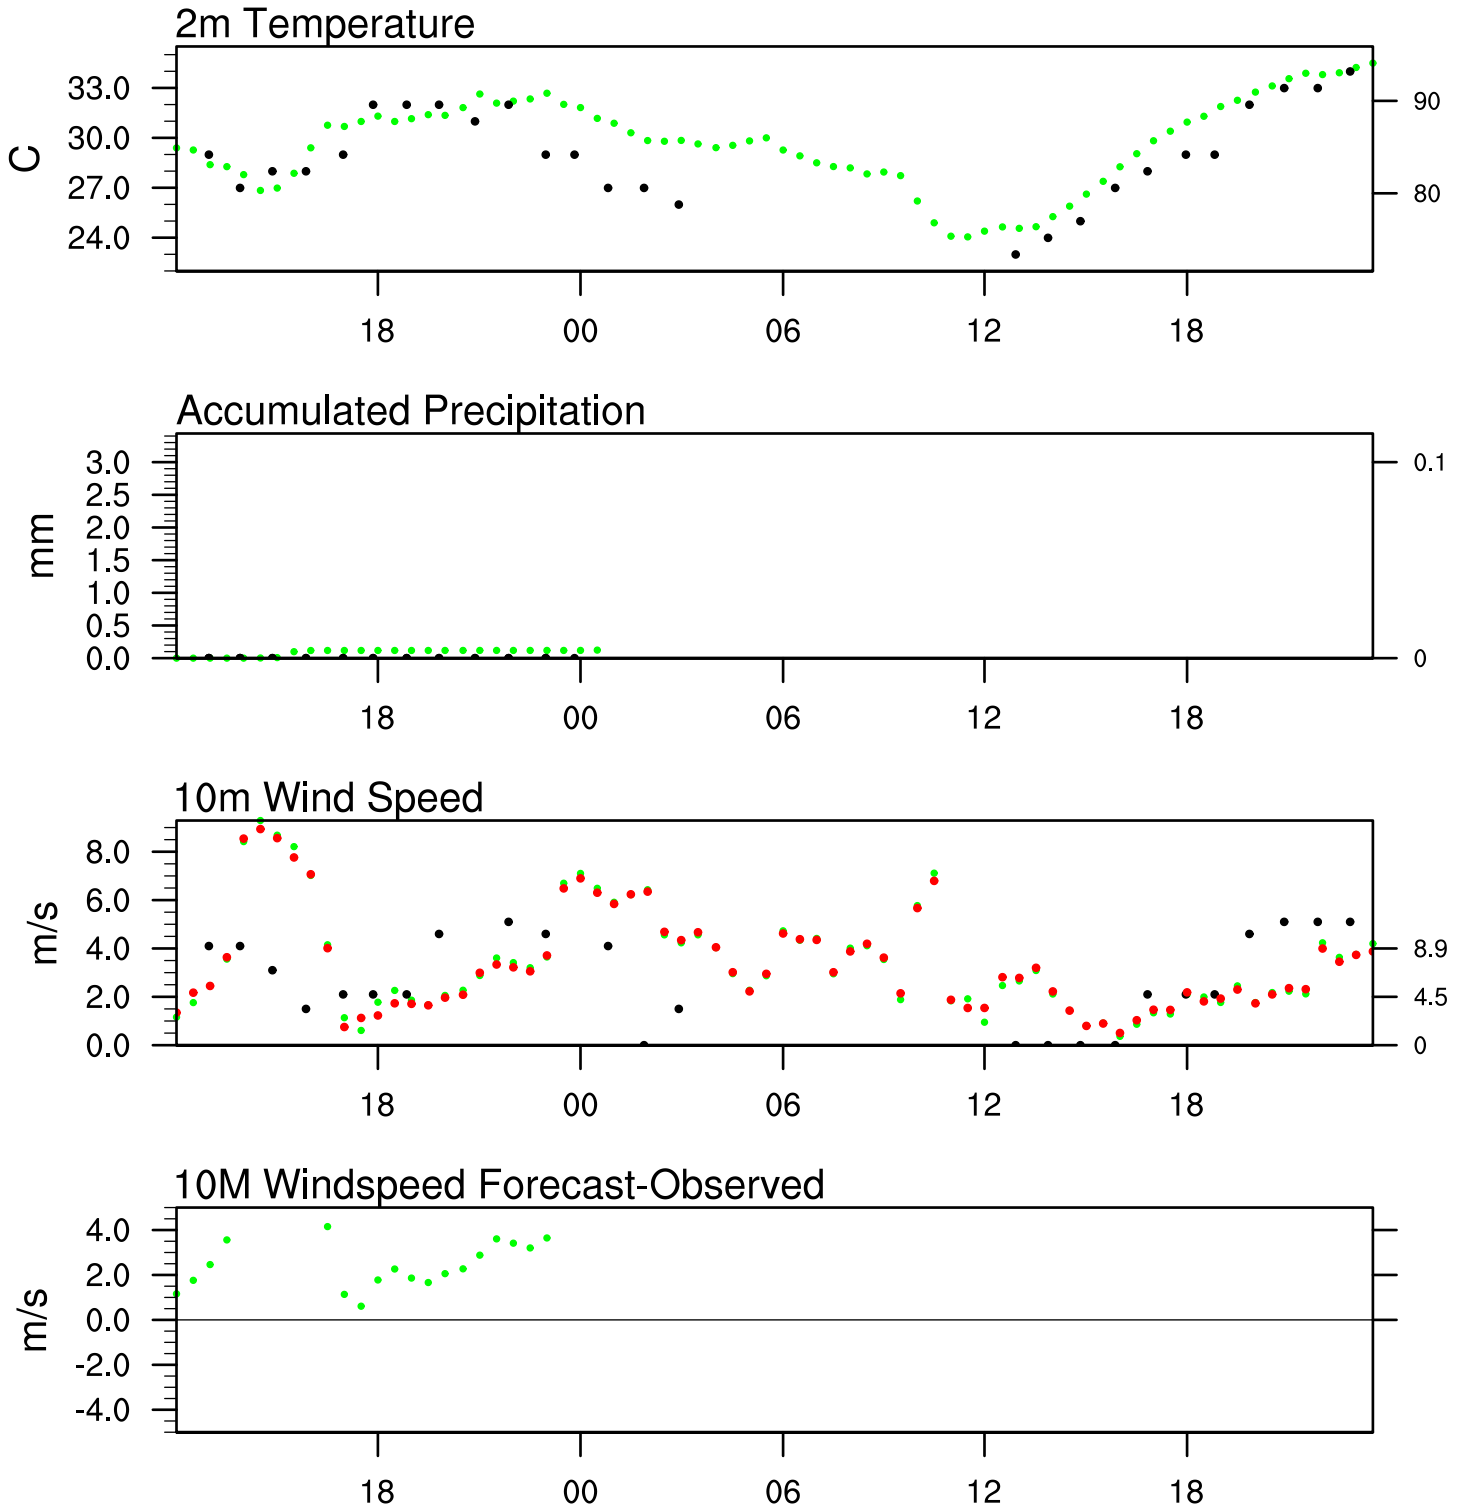 2m Temperature
C
33.0
30.0
27.0
24.0
90
80
18 00 06 12 18
Accumulated Precipitation
mm
3.0
2.5
2.0
1.5
1.0
0.5
0.0
0.1
0
18 00 06 12 18
10m Wind Speed
m/s
8.0
6.0
4.0
2.0
0.0
8.9
4.5
0
18 00 06 12 18
10M Windspeed Forecast-Observed
m/s
4.0
2.0
0.0
-2.0
-4.0
18 00 06 12 18